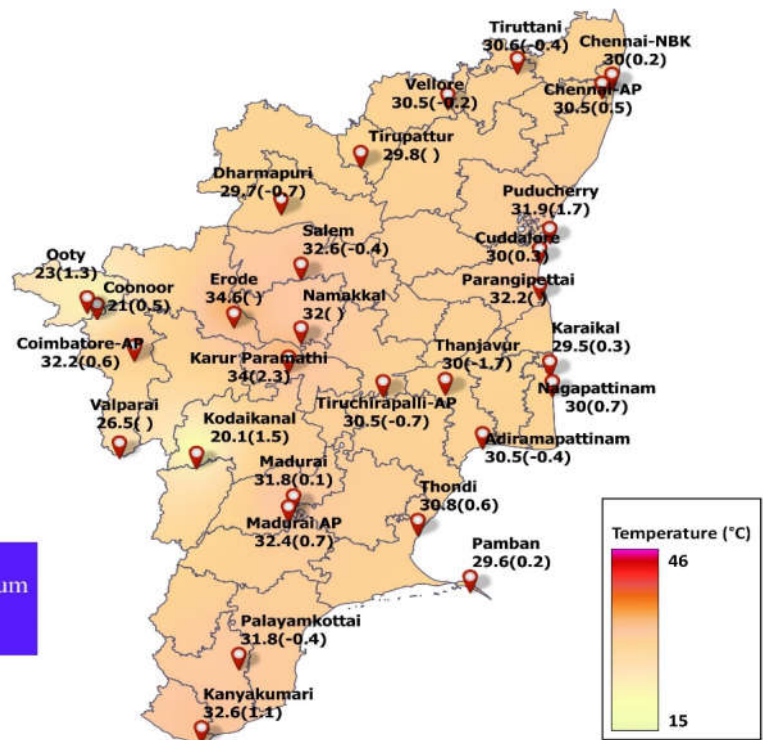 Tiruttani
30.6(-0.4)
Chennai-NBK
30(0.2)
Vellore
30.5(-0.2)
Chennai-AP
30.5(0.5)
Tirupattur
29.8( )
Dharmapuri
29.7(-0.7)
Puducherry
31.9(1.7)
Salem
32.6(-0.4)
Cuddalore
30(0.3)
Ooty
23(1.3)
Coonoor
21(0.5)
Erode
34.6( )
Namakkal
32( )
Parangipettai
32.2( )
Coimbatore-AP
32.2(0.6)
Karur Paramathi
34(2.3)
Thanjavur
30(-1.7)
Karaikal
29.5(0.3)
Tiruchirapalli-AP
30.5(-0.7)
Nagapattinam
30(0.7)
Valparai
26.5( )
Kodaikanal
20.1(1.5)
Adiramapattinam
30.5(-0.4)
Madurai
31.8(0.1)
Thondi
30.8(0.6)
Madurai AP
32.4(0.7)
Pamban
29.6(0.2)
Palayamkottai
31.8(-0.4)
Kanyakumari
32.6(1.1)
Temperature (°C)
46
15